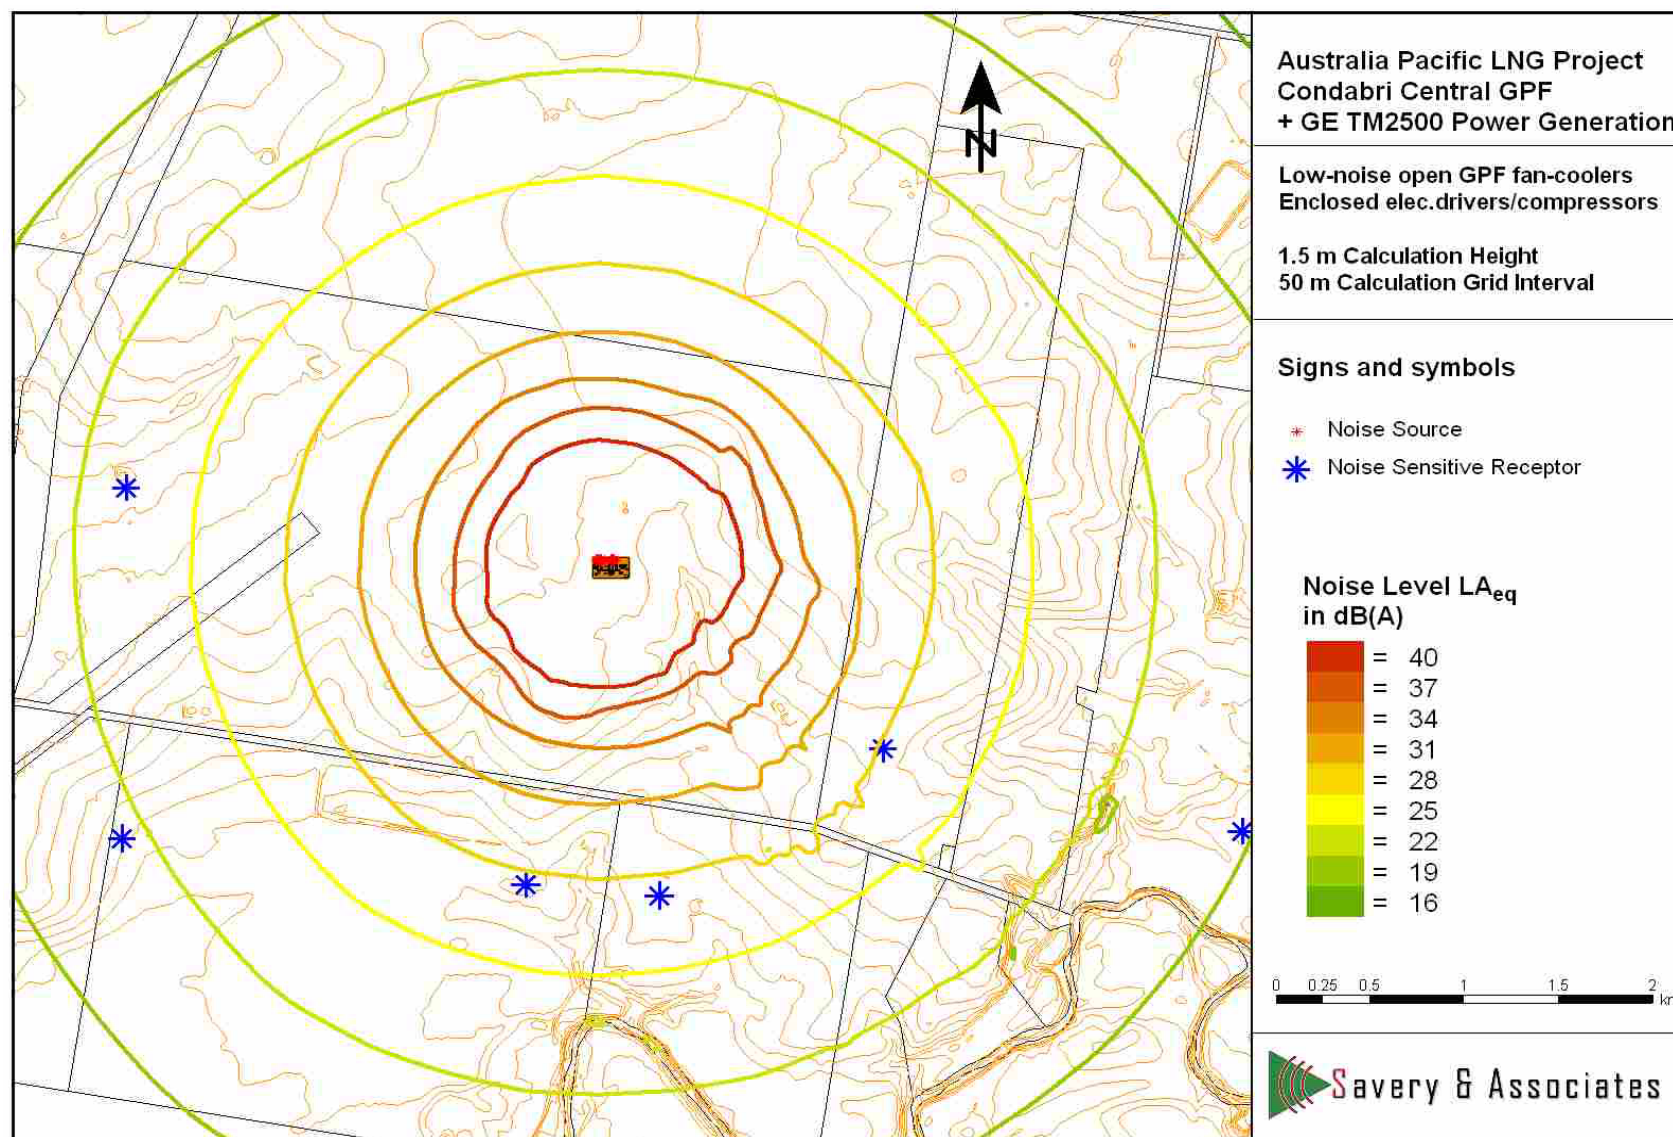 Australia Pacific LNG Project
Condabri Central GPF
+ GE TM2500 Power Generation
N
Low-noise open GPF fan-coolers
Enclosed elec.drivers/compressors
1.5 m Calculation Height
50 m Calculation Grid Interval
Signs and symbols
Noise Source
Noise Sensitive Receptor
Noise Level LAeq
in dB(A)
= 40
= 37
= 34
= 31
= 28
= 25
= 22
= 19
= 16
0 0.25 0.5 1 1.5 2
Savery & Associates